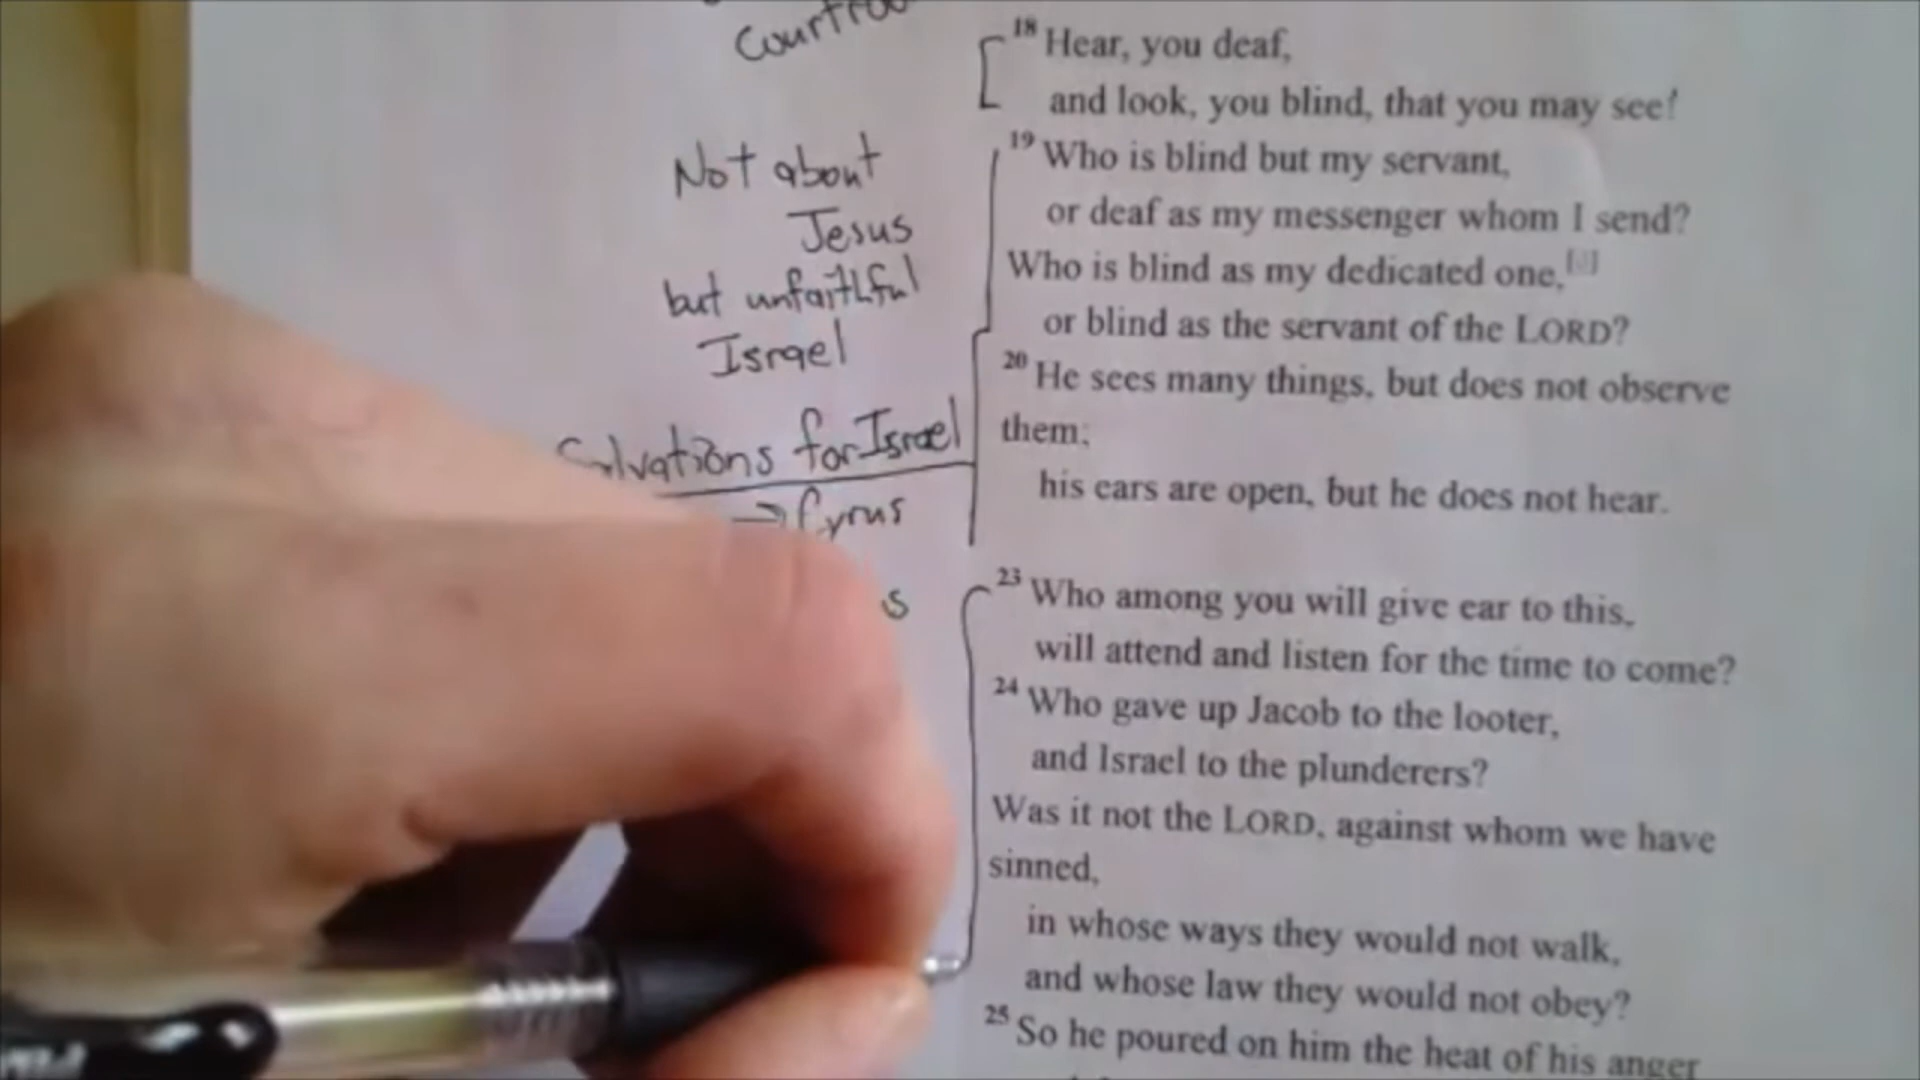 18 Hear, you deaf,
and look, you blind, that you may see!
Not about
Jesus
but unfaithful
Israel
Salvations for Israel
→ Cyrus
s
19 Who is blind but my servant,
or deaf as my messenger whom I send?
Who is blind as my dedicated one,
or blind as the servant of the LORD?
20 He sees many things, but does not observe
them;
his ears are open, but he does not hear.
23 Who among you will give ear to this,
will attend and listen for the time to come?
24 Who gave up Jacob to the looter,
and Israel to the plunderers?
Was it not the LORD, against whom we have
sinned,
in whose ways they would not walk,
and whose law they would not obey?
25 So he poured on him the heat of his anger